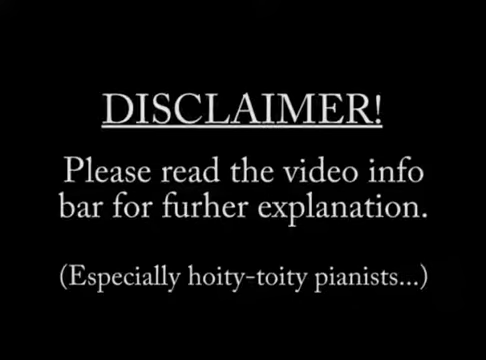 DISCLAIMER!
Please read the video info
bar for furher explanation.
(Especially hoity-toity pianists...)